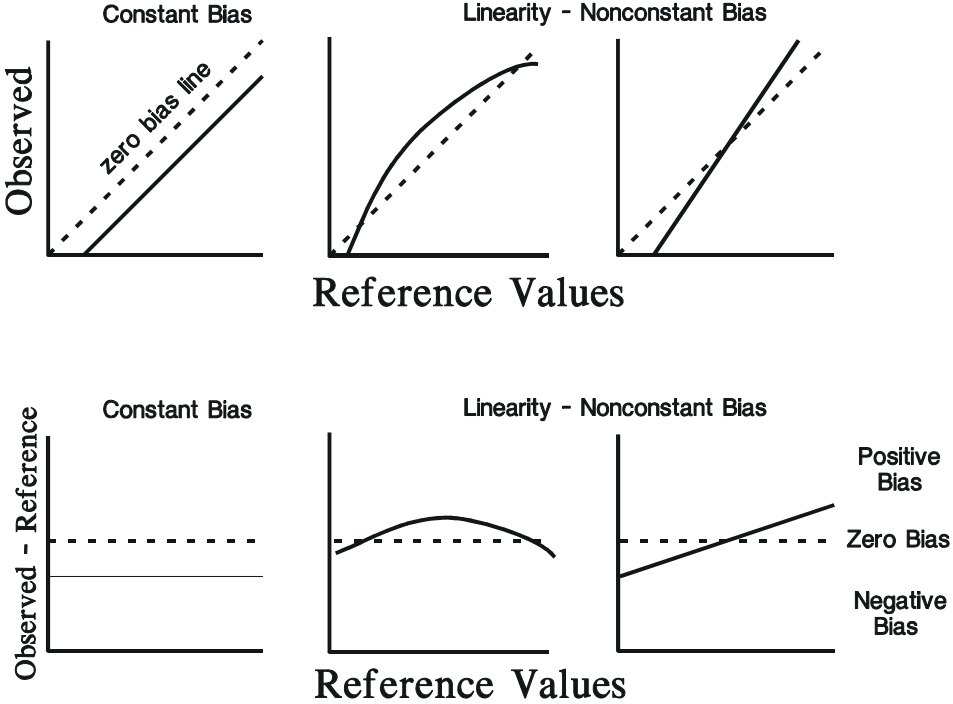 Constant Bias
Linearity - Nonconstant Bias
Observed
zero bias line
Reference Values
Constant Bias
Linearity - Nonconstant Bias
Observed - Reference
Positive
Bias
Zero Bias
Negative
Bias
Reference Values